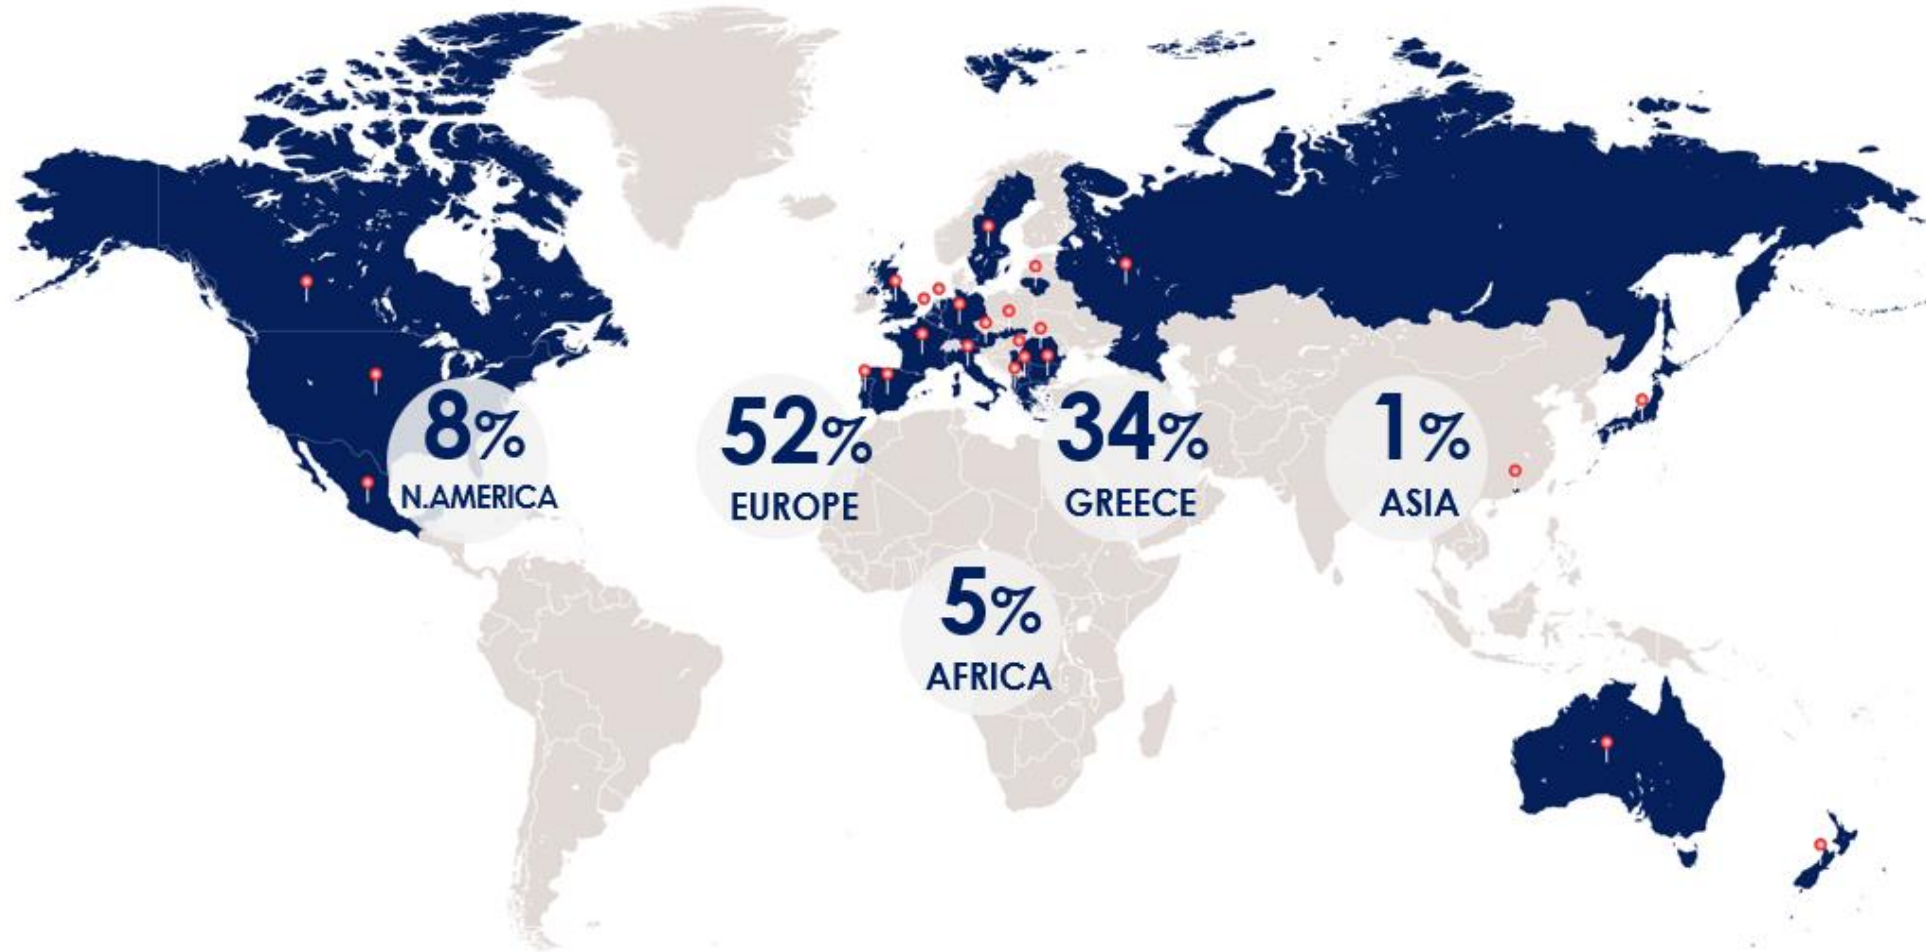 8%
N.AMERICA
52%
EUROPE
34%
GREECE
1%
ASIA
5%
AFRICA